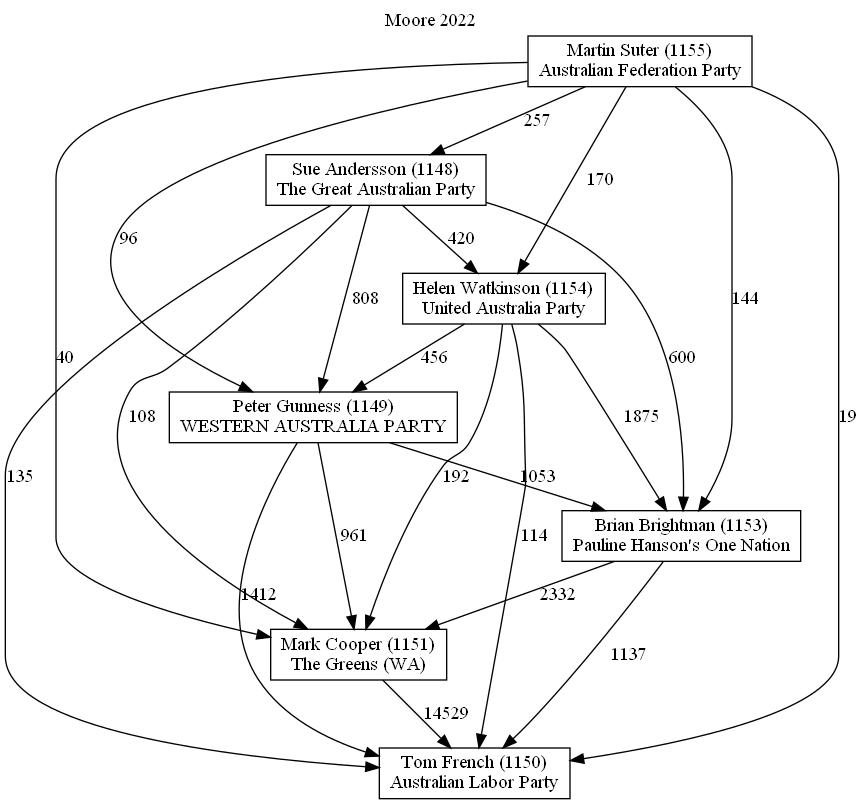 Moore 2022
Martin Suter (1155)
Australian Federation Party
257
Sue Andersson (1148)
The Great Australian Party
170
96
420
Helen Watkinson (1154)
United Australia Party
808
144
40
456
600
108
Peter Gunness (1149)
WESTERN AUSTRALIA PARTY
1875
19
135
192
1053
961
114
Brian Brightman (1153)
Pauline Hanson's One Nation
1412
2332
Mark Cooper (1151)
The Greens (WA)
1137
14529
Tom French (1150)
Australian Labor Party